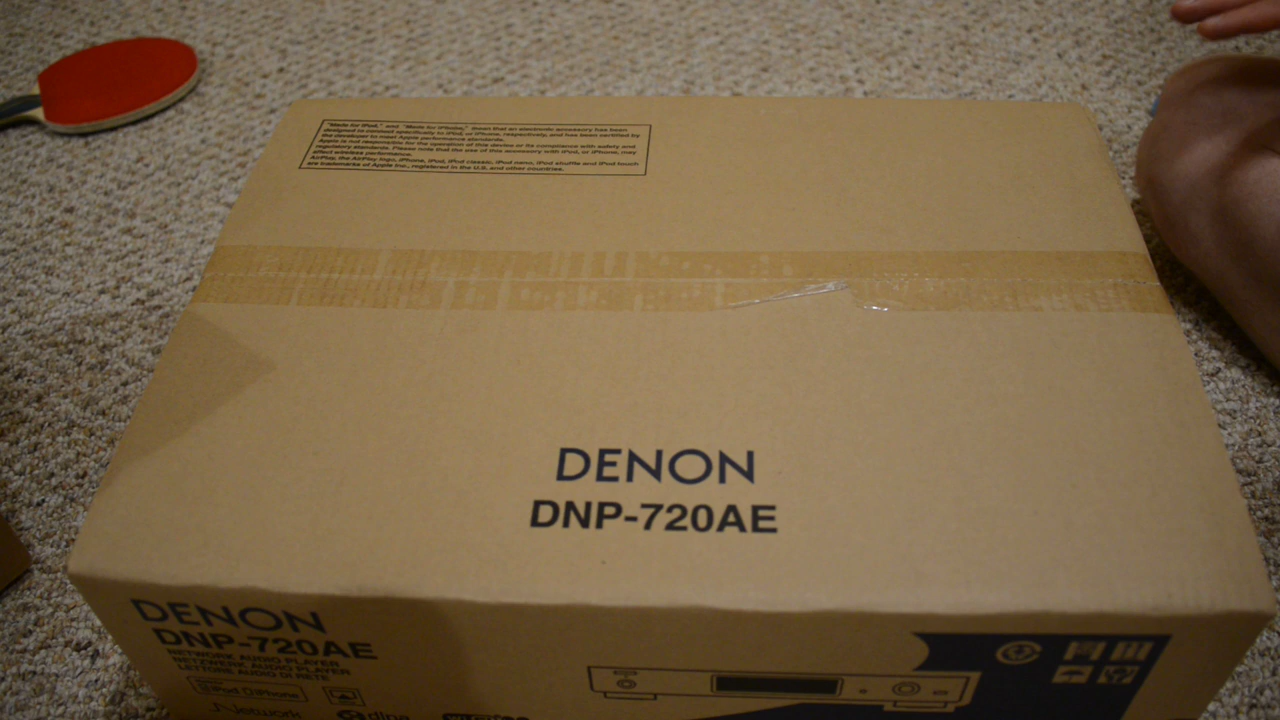 "Made for iPod," and "Made for iPhone," mean that an electronic accessory has been
designed to connect specifically to iPod, or iPhone, respectively, and has been certified by
the developer to meet Apple performance standards.
Apple is not responsible for the operation of this device or its compliance with safety and
regulatory standards. Please note that the use of this accessory with iPod, or iPhone, may
affect wireless performance.
AirPlay, the AirPlay logo, iPhone, iPod, iPod classic, iPod nano, iPod shuffle and iPod touch
are trademarks of Apple Inc., registered in the U.S. and other countries.
DENON
DNP-720AE
DENON
DNP-720AE
NETWORK AUDIO PLAYER
NETZWERK AUDIO PLAYER
LETTORE AUDIO DI RETE
iPod iPhone
Network
dlna